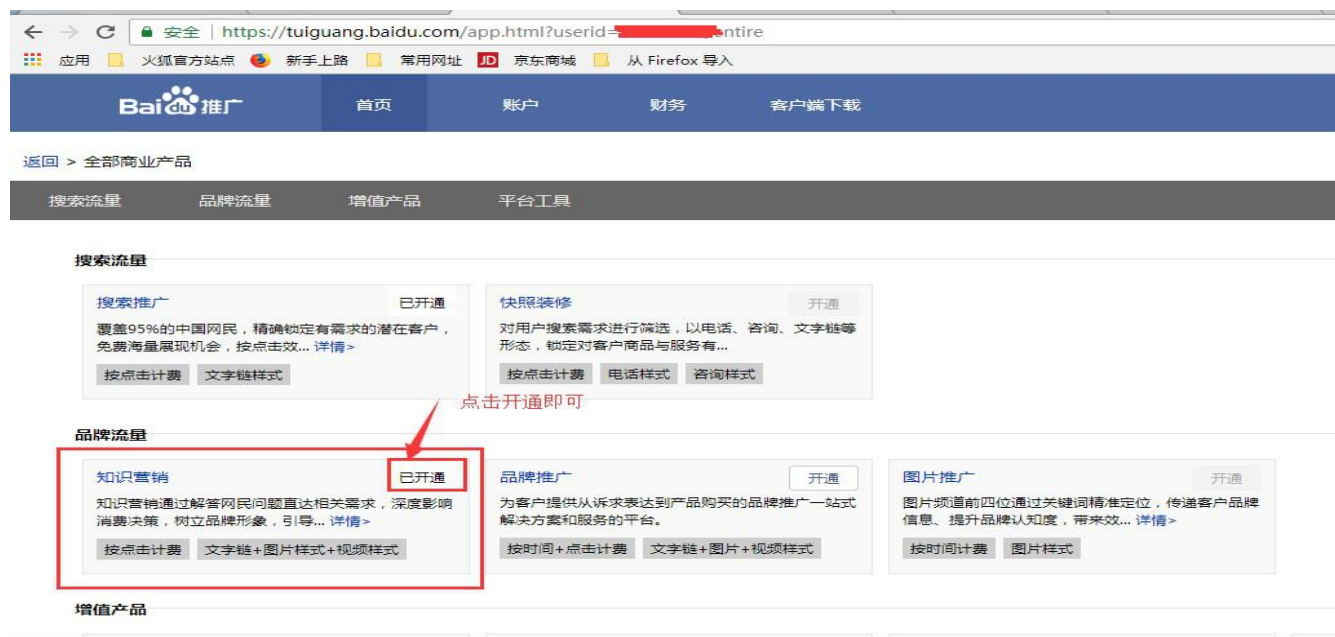 安全 | https://tuiguang.baidu.com/app.html?userid= entire
应用 火狐官方站点 新手上路 常用网址 JD 京东商城 从 Firefox 导入
Baidu推广 首页 账户 财务 客户端下载
返回 > 全部商业产品
搜索流量 品牌流量 增值产品 平台工具
搜索流量
搜索推广 已开通
覆盖95%的中国网民，精确锁定有需求的潜在客户，
免费海量展现机会，按点击效... 详情>
按点击计费 文字链样式
快照装修 开通
对用户搜索需求进行筛选，以电话、咨询、文字链等
形态，锁定对客户商品与服务有...
按点击计费 电话样式 咨询样式
点击开通即可
品牌流量
知识营销 已开通
知识营销通过解答网民问题直达相关需求，深度影响
消费决策，树立品牌形象，引导... 详情>
按点击计费 文字链+图片样式+视频样式
品牌推广 开通
为客户提供从诉求表达到产品购买的品牌推广一站式
解决方案和服务的平台。
按时间+点击计费 文字链+图片+视频样式
图片推广 开通
图片频道前四位通过关键词精准定位，传递客户品牌
信息、提升品牌认知度，带来效... 详情>
按时间计费 图片样式
增值产品